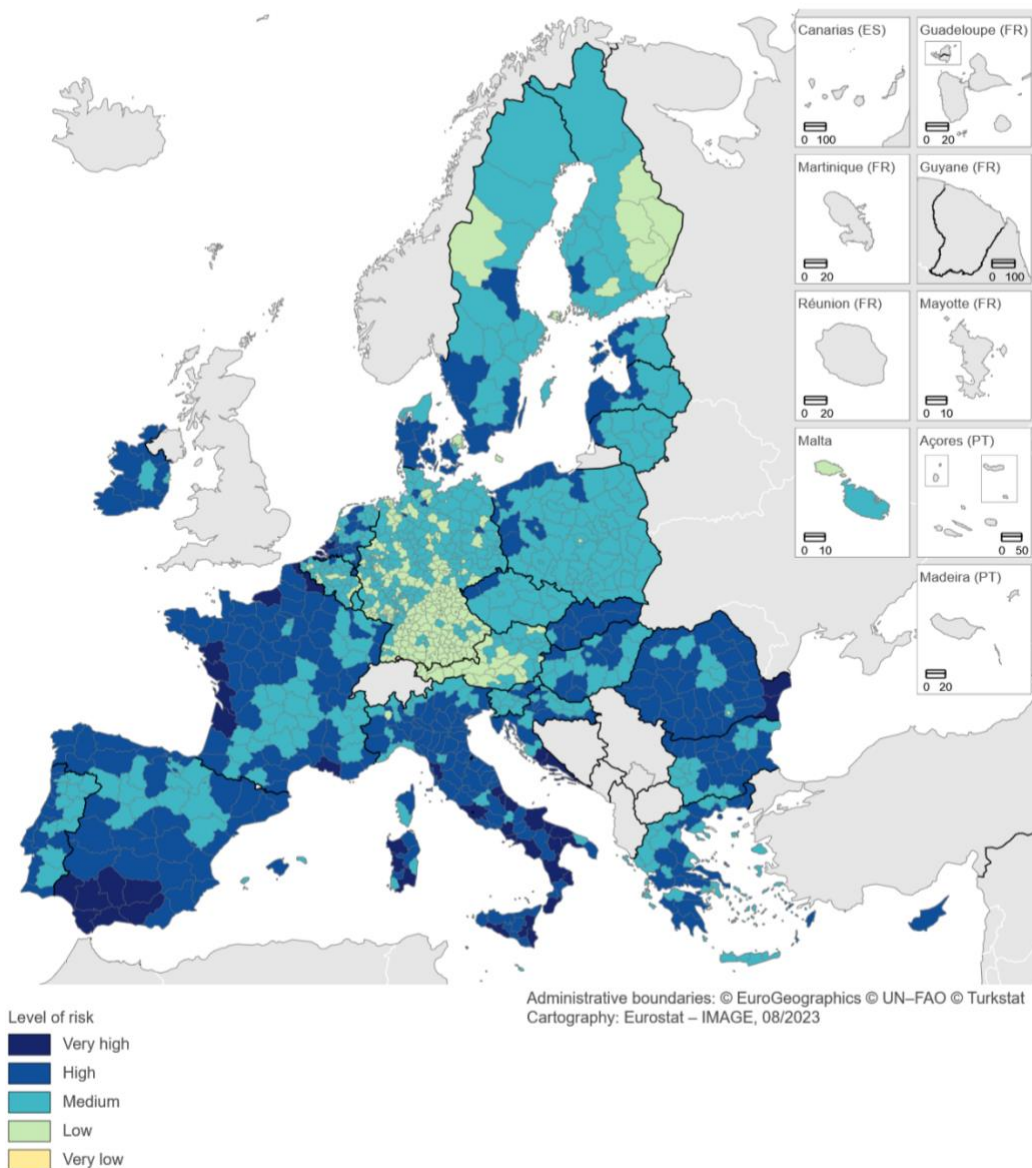 Canarias (ES)
0 100
Guadeloupe (FR)
0 20
Martinique (FR)
0 20
Guyane (FR)
0 100
Réunion (FR)
0 20
Mayotte (FR)
0 10
Malta
0 10
Açores (PT)
0 50
Madeira (PT)
0 20
Administrative boundaries: © EuroGeographics © UN–FAO © Turkstat
Cartography: Eurostat – IMAGE, 08/2023
Level of risk
Very high
High
Medium
Low
Very low